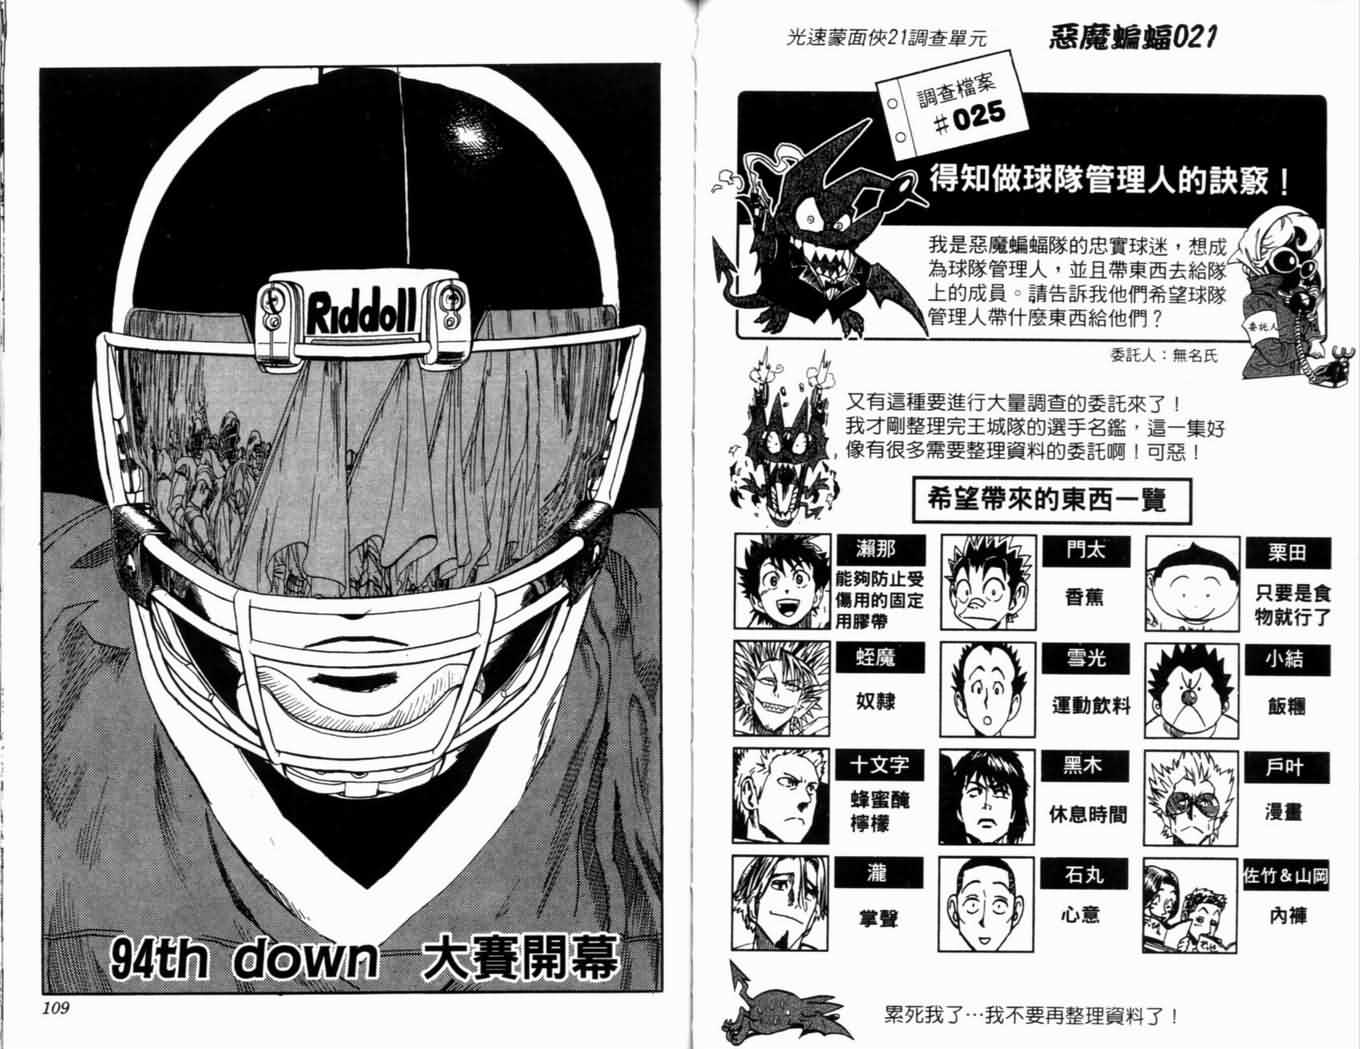 光速蒙面俠21調查單元
惡魔蝙蝠021
調查檔案
#025
得知做球隊管理人的訣竅！
我是惡魔蝙蝠隊的忠實球迷，想成
為球隊管理人，並且帶東西去給隊
上的成員。請告訴我他們希望球隊
管理人帶什麼東西給他們？
委託人
委託人：無名氏
又有這種要進行大量調查的委託來了！
我才剛整理完王城隊的選手名鑑，這一集好
像有很多需要整理資料的委託啊！可惡！
希望帶來的東西一覽
瀨那
能夠防止受
傷用的固定
用膠帶
門太
香蕉
栗田
只要是食
物就行了
蛭魔
奴隸
雪光
運動飲料
小結
飯糰
十文字
蜂蜜醃
檸檬
黑木
休息時間
戶叶
漫畫
瀧
掌聲
石丸
心意
佐竹&山岡
內褲
累死我了…我不要再整理資料了！
Riddoll
94th down 大賽開幕
109